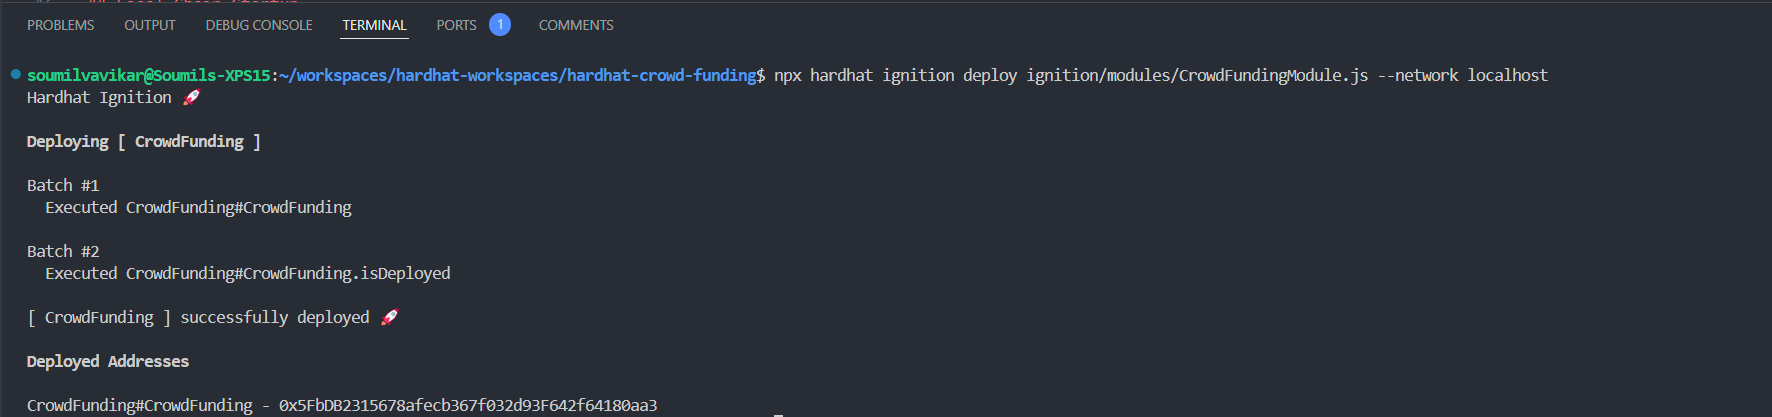 PROBLEMS OUTPUT DEBUG CONSOLE TERMINAL PORTS 1 COMMENTS
soumilvavikar@Soumils-XPS15:~/workspaces/hardhat-workspaces/hardhat-crowd-funding$ npx hardhat ignition deploy ignition/modules/CrowdFundingModule.js --network localhost
Hardhat Ignition 🚀
Deploying [ CrowdFunding ]
Batch #1
Executed CrowdFunding#CrowdFunding
Batch #2
Executed CrowdFunding#CrowdFunding.isDeployed
[ CrowdFunding ] successfully deployed 🚀
Deployed Addresses
CrowdFunding#CrowdFunding - 0x5FbDB2315678afecb367f032d93F642f64180aa3